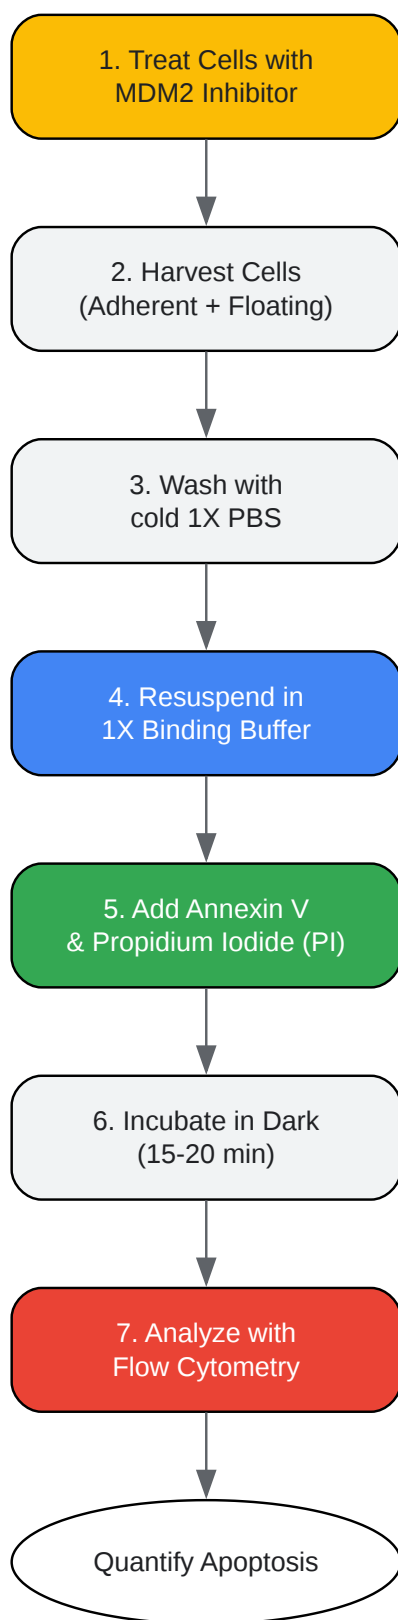 1. Treat Cells with
MDM2 Inhibitor
2. Harvest Cells
(Adherent + Floating)
3. Wash with
cold 1X PBS
4. Resuspend in
1X Binding Buffer
5. Add Annexin V
& Propidium Iodide (PI)
6. Incubate in Dark
(15-20 min)
7. Analyze with
Flow Cytometry
Quantify Apoptosis